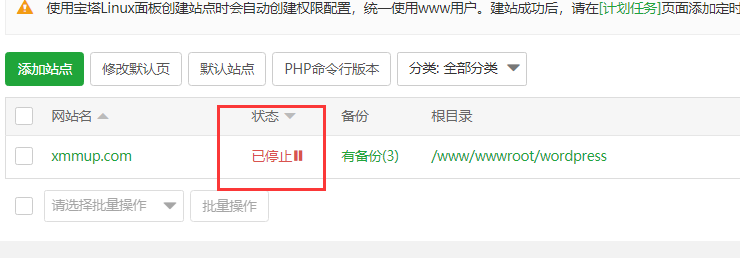 使用宝塔Linux面板创建站点时会自动创建权限配置，统一使用www用户。建站成功后，请在[计划任务]页面添加定时
添加站点 修改默认页 默认站点 PHP命令行版本 分类: 全部分类
网站名 状态 备份 根目录
xmmup.com 已停止 有备份(3) /www/wwwroot/wordpress
请选择批量操作 批量操作